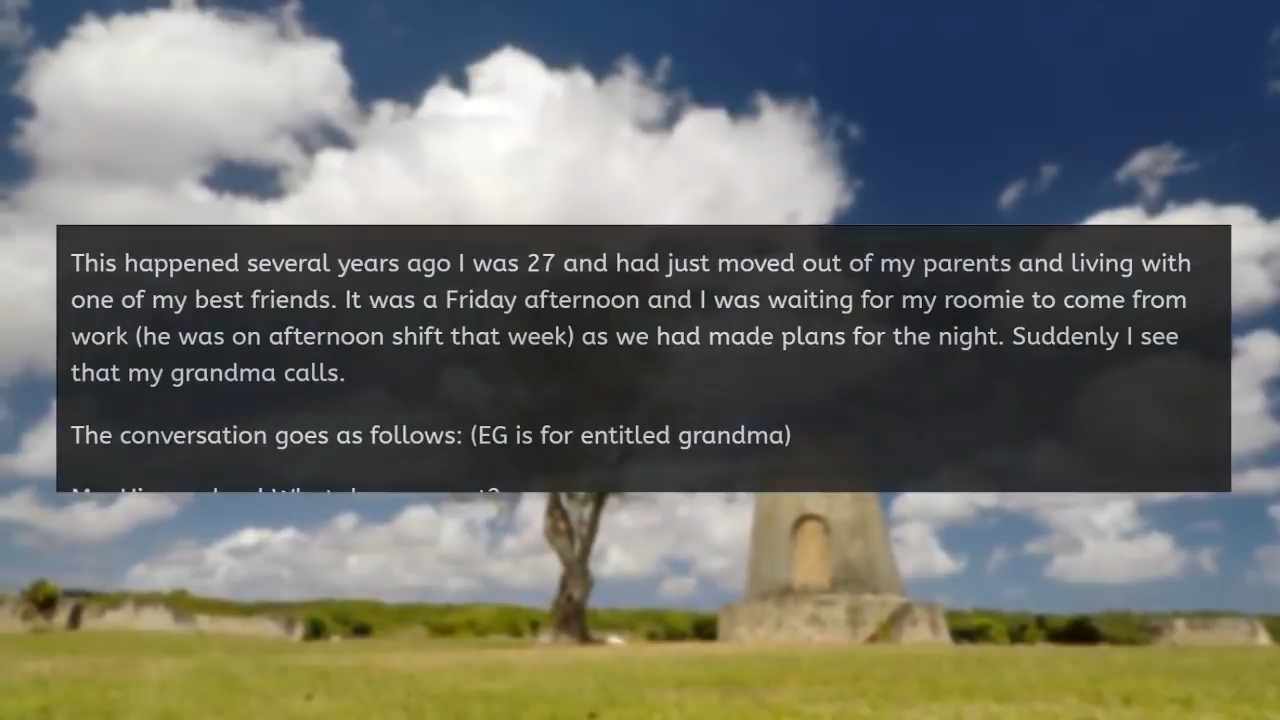 This happened several years ago I was 27 and had just moved out of my parents and living with
one of my best friends. It was a Friday afternoon and I was waiting for my roomie to come from
work (he was on afternoon shift that week) as we had made plans for the night. Suddenly I see
that my grandma calls.
The conversation goes as follows: (EG is for entitled grandma)